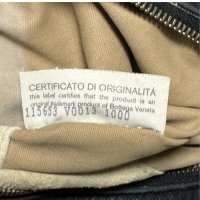 CERTIFICATO DI ORIGINALITÁ
this label certifies that the product is an
original trademark product of Bottega Veneta
115653 V0013 1000